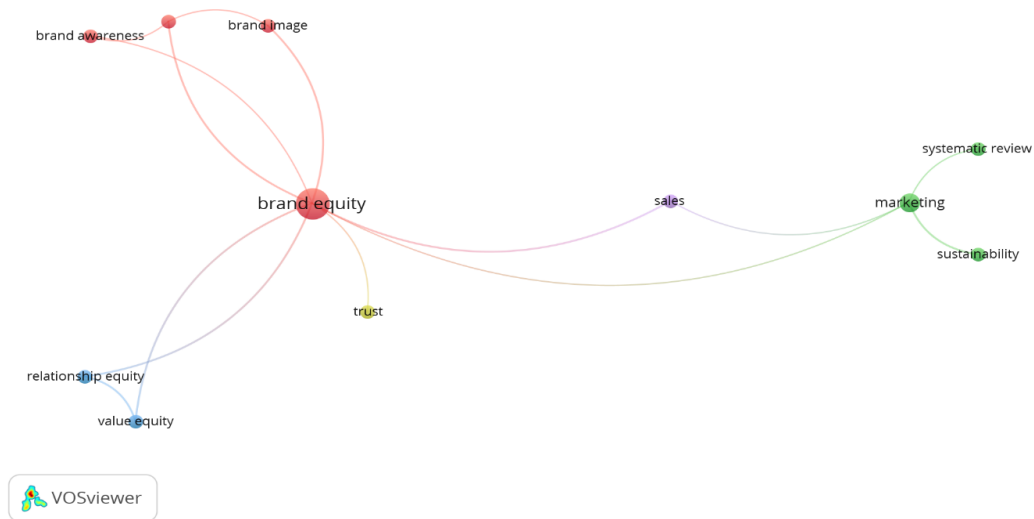 brand image
brand awareness
systematic review
brand equity
sales
marketing
sustainability
trust
relationship equity
value equity
VOSviewer